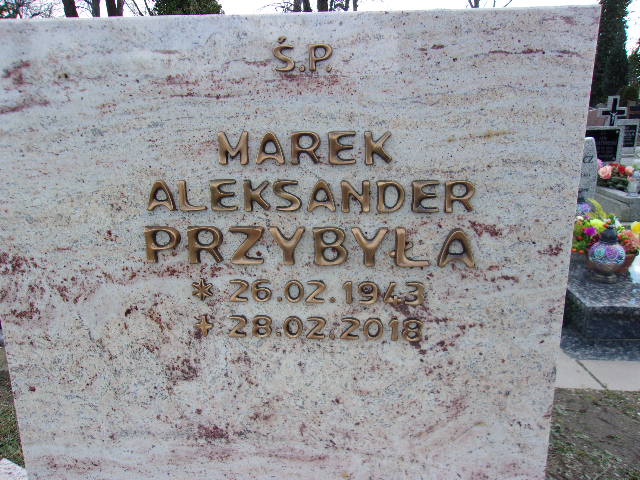 Ś.P.
MAREK
ALEKSANDER
PRZYBYŁA
* 26.02.1943
✦ 28.02.2018